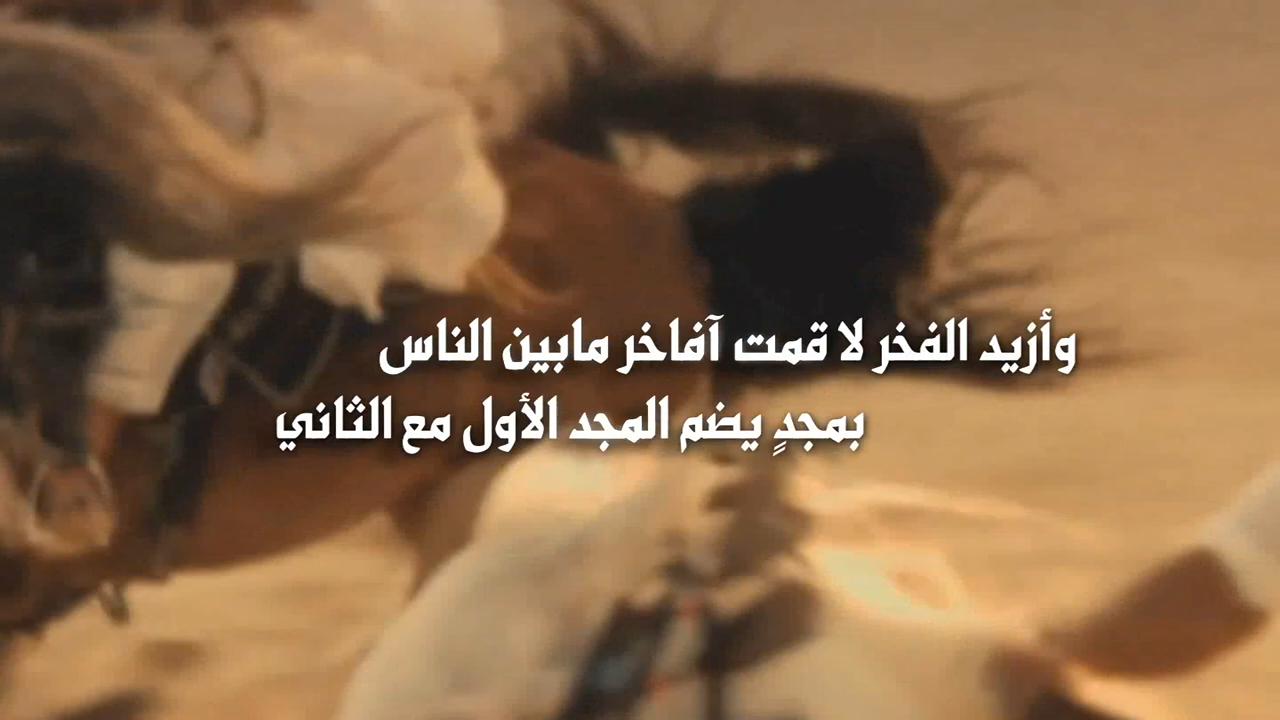 وأزيد الفخر لا قمت آفاخر مابين الناس
بمجدٍ يضم المجد الأول مع الثاني